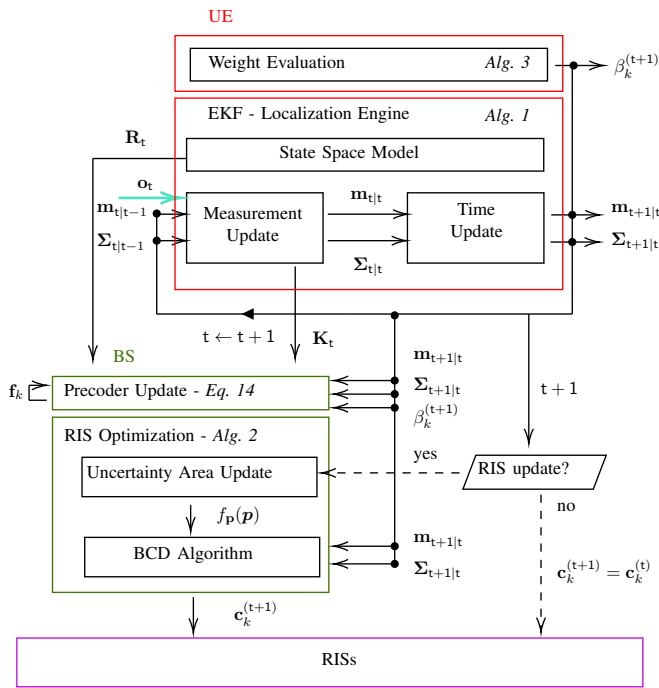 UE
Weight Evaluation Alg. 3
β_k^(t+1)
EKF - Localization Engine Alg. 1
R_t
State Space Model
o_t
m_t|t-1
Σ_t|t-1
Measurement
Update
m_t|t
Σ_t|t
Time
Update
m_t+1|t
Σ_t+1|t
t ← t + 1
K_t
BS
f_k
Precoder Update - Eq. 14
m_t+1|t
Σ_t+1|t
β_k^(t+1)
t + 1
RIS Optimization - Alg. 2
Uncertainty Area Update
yes
RIS update?
no
f_p(p)
BCD Algorithm
m_t+1|t
Σ_t+1|t
c_k^(t+1) = c_k^(t)
c_k^(t+1)
RISs